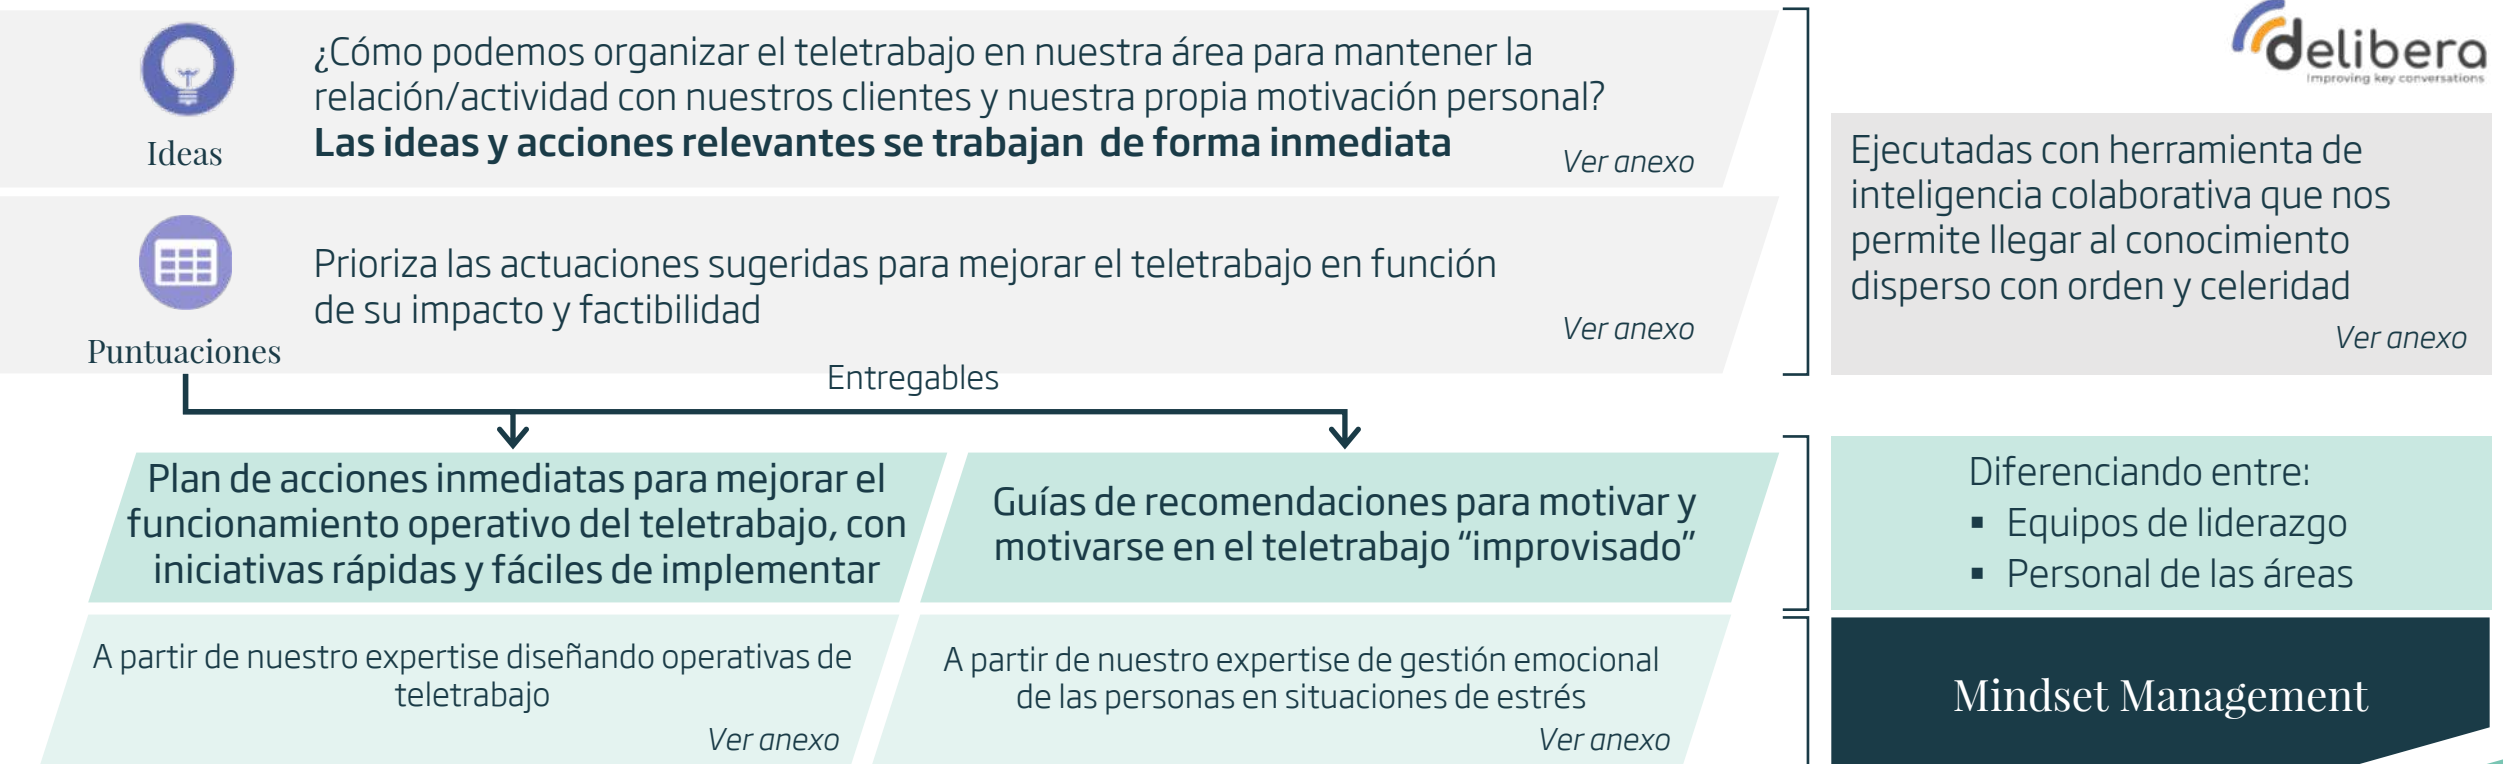 ¿Cómo podemos organizar el teletrabajo en nuestra área para mantener la
relación/actividad con nuestros clientes y nuestra propia motivación personal?
Las ideas y acciones relevantes se trabajan de forma inmediata
Ideas
Ver anexo
Prioriza las actuaciones sugeridas para mejorar el teletrabajo en función
de su impacto y factibilidad
Puntuaciones
Ver anexo
delibera
Improving key conversations
Ejecutadas con herramienta de
inteligencia colaborativa que nos
permite llegar al conocimiento
disperso con orden y celeridad
Ver anexo
Entregables
Plan de acciones inmediatas para mejorar el
funcionamiento operativo del teletrabajo, con
iniciativas rápidas y fáciles de implementar
Guías de recomendaciones para motivar y
motivarse en el teletrabajo “improvisado”
Diferenciando entre:
▪ Equipos de liderazgo
▪ Personal de las áreas
A partir de nuestro expertise diseñando operativas de
teletrabajo
Ver anexo
A partir de nuestro expertise de gestión emocional
de las personas en situaciones de estrés
Ver anexo
Mindset Management